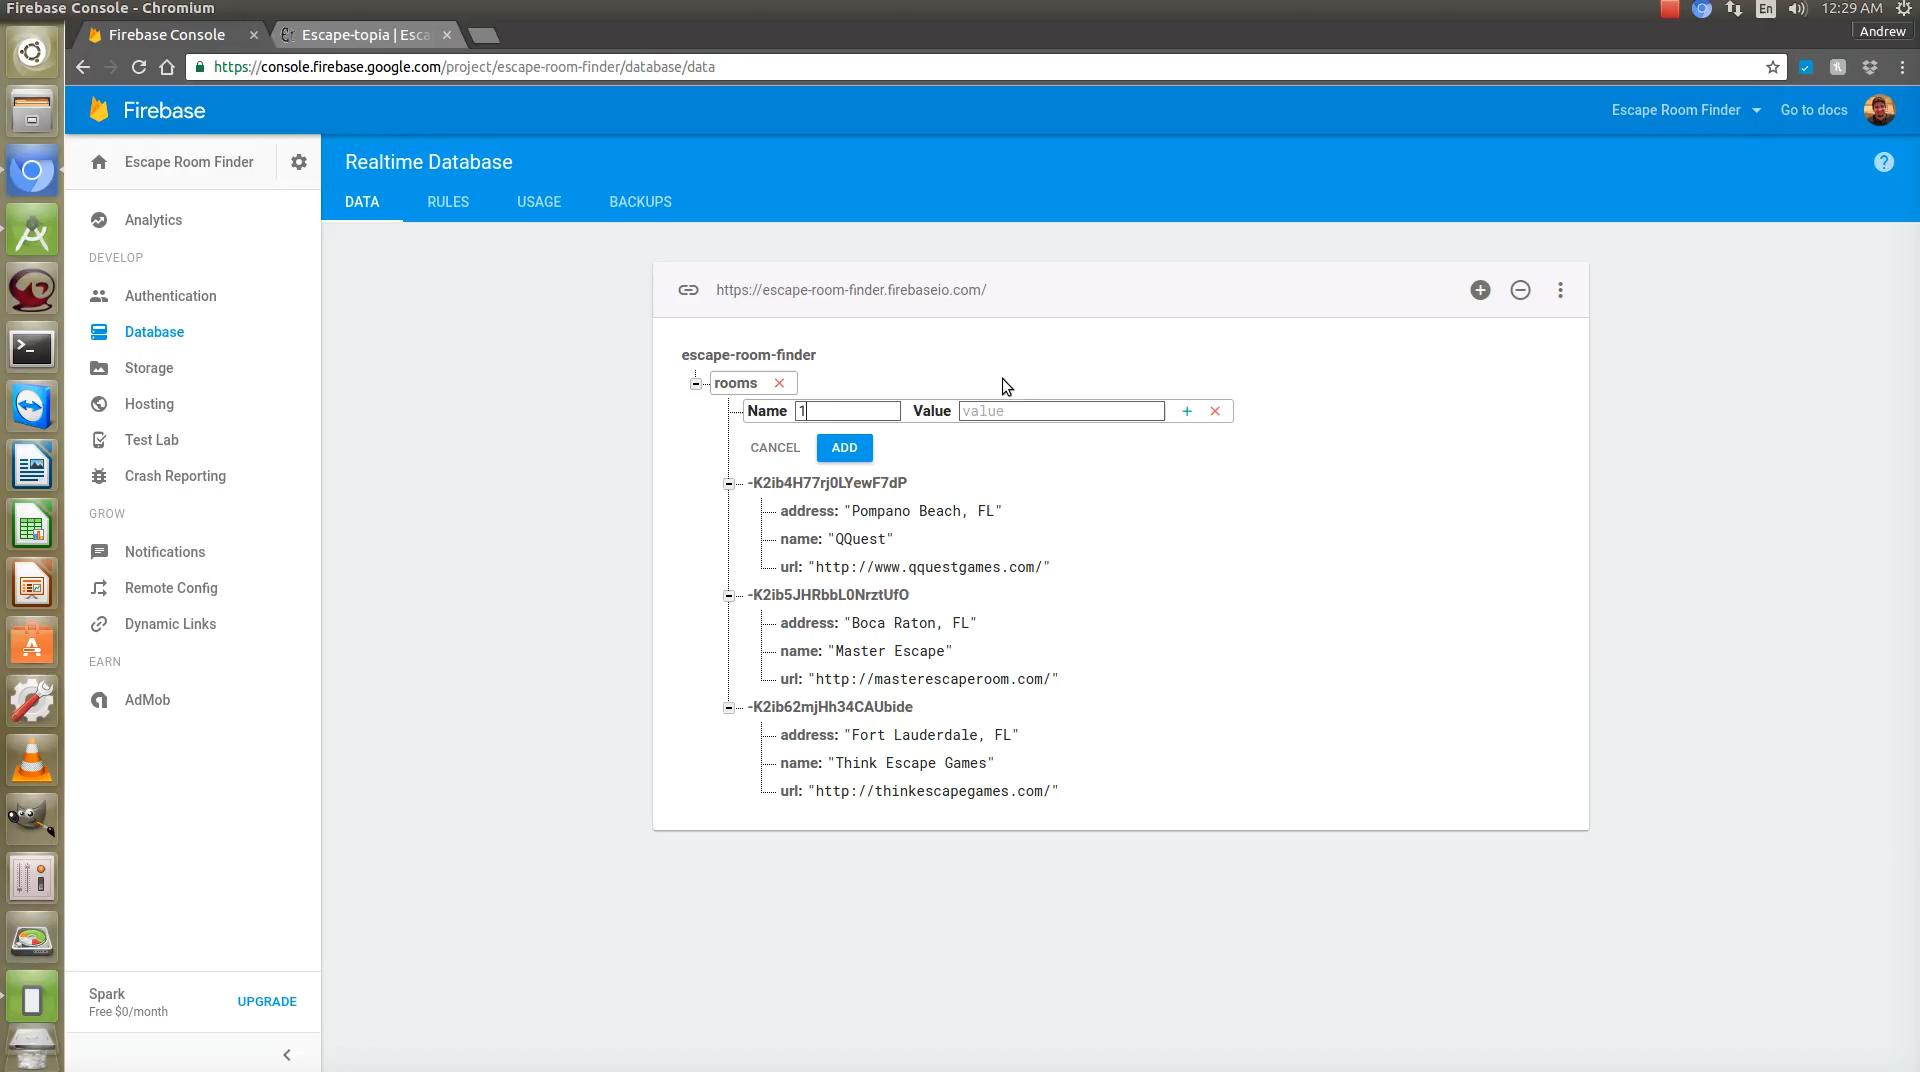 Firebase Console - Chromium
En
12:29 AM
Firebase Console
Escape-topia | Esca
Andrew
https://console.firebase.google.com/project/escape-room-finder/database/data
Firebase
Escape Room Finder
Go to docs
Escape Room Finder
Realtime Database
?
DATA
RULES
USAGE
BACKUPS
Analytics
DEVELOP
Authentication
Database
Storage
Hosting
Test Lab
Crash Reporting
GROW
Notifications
Remote Config
Dynamic Links
EARN
AdMob
Spark
Free $0/month
UPGRADE
https://escape-room-finder.firebaseio.com/
escape-room-finder
rooms
Name 1 Value value
CANCEL ADD
-K2ib4H77rj0LYewF7dP
address: "Pompano Beach, FL"
name: "QQuest"
url: "http://www.qquestgames.com/"
-K2ib5JHRbbL0NrztUfO
address: "Boca Raton, FL"
name: "Master Escape"
url: "http://masterescaperoom.com/"
-K2ib62mjHh34CAUbide
address: "Fort Lauderdale, FL"
name: "Think Escape Games"
url: "http://thinkescapegames.com/"